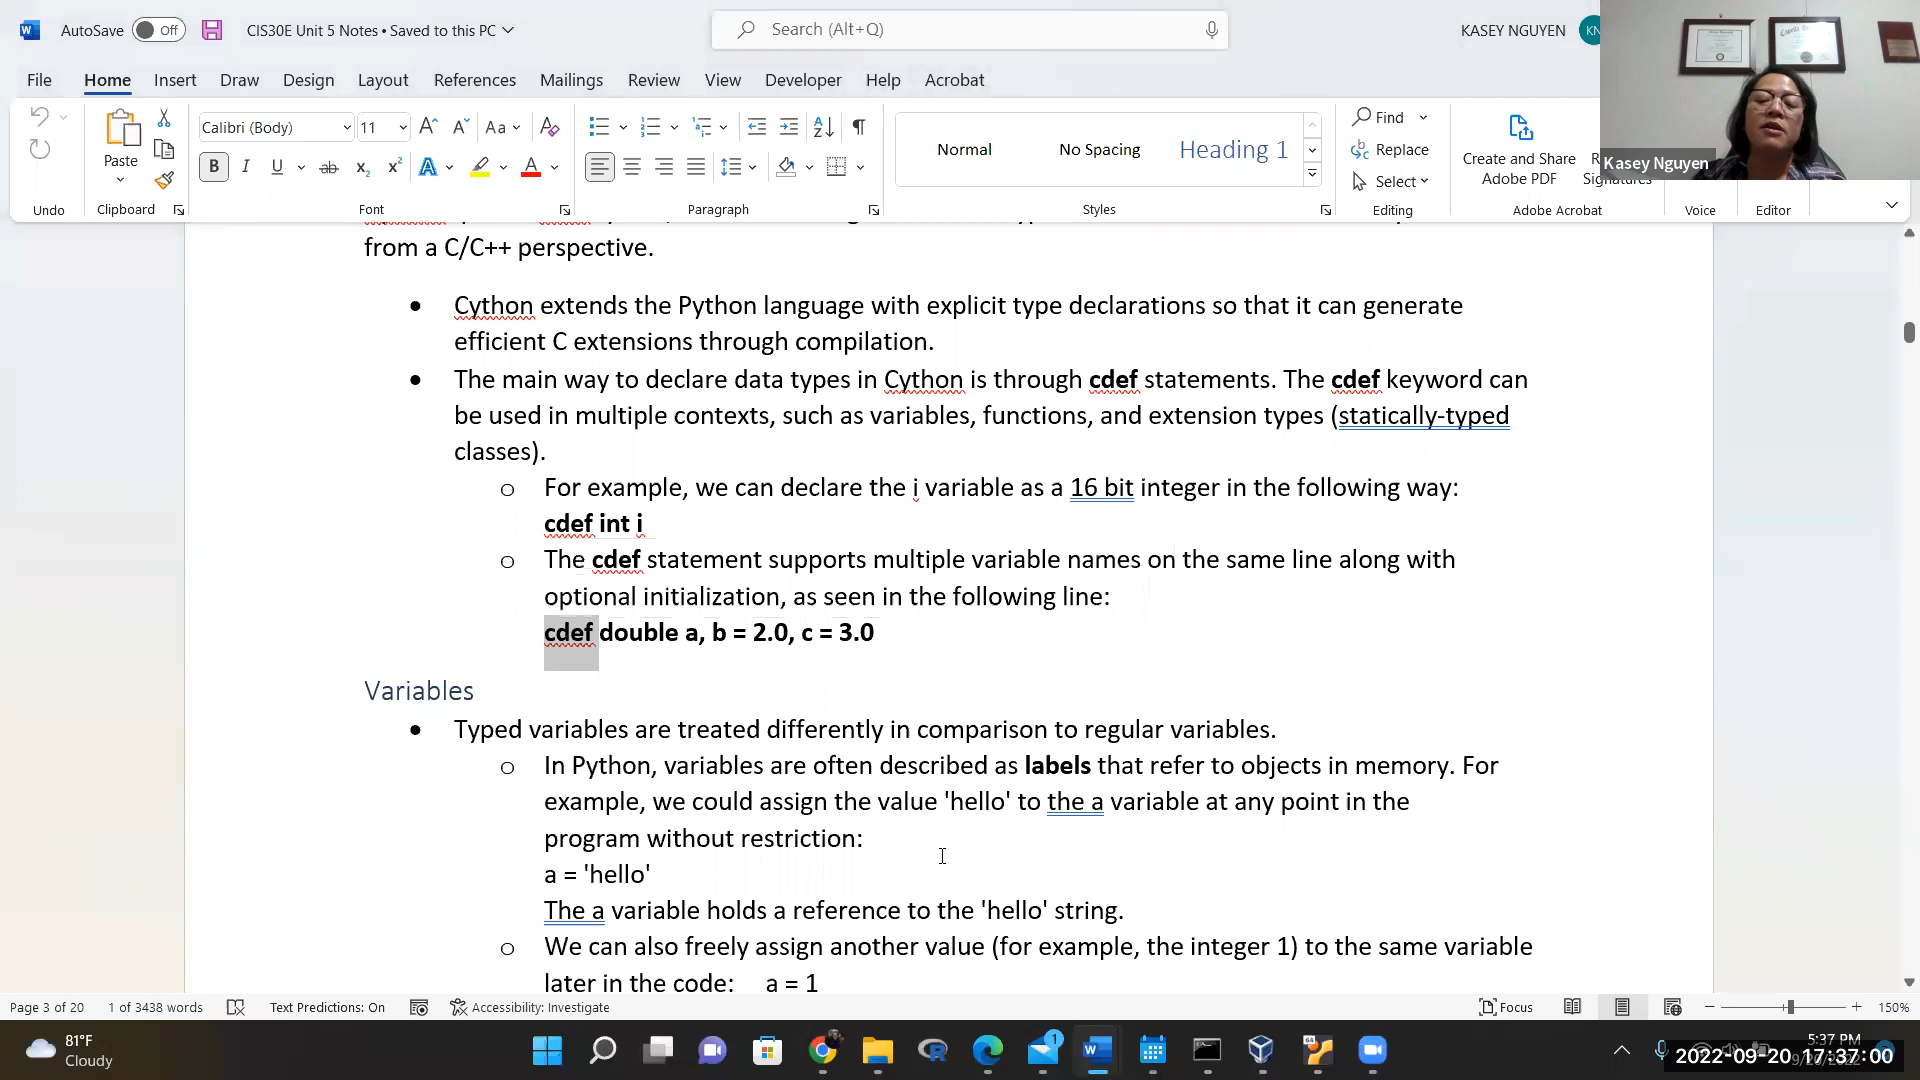 AutoSave Off CIS30E Unit 5 Notes • Saved to this PC Search (Alt+Q) KASEY NGUYEN KN
File Home Insert Draw Design Layout References Mailings Review View Developer Help Acrobat
Calibri (Body) 11 Aa
Paste
B I U ab
Undo Clipboard Font Paragraph
Normal No Spacing Heading 1
Styles
Find
Replace
Select
Editing
Create and Share
Adobe PDF
Signatures
Adobe Acrobat Voice Editor
Kasey Nguyen
from a C/C++ perspective.
• Cython extends the Python language with explicit type declarations so that it can generate
efficient C extensions through compilation.
• The main way to declare data types in Cython is through cdef statements. The cdef keyword can
be used in multiple contexts, such as variables, functions, and extension types (statically-typed
classes).
o For example, we can declare the i variable as a 16 bit integer in the following way:
cdef int i
o The cdef statement supports multiple variable names on the same line along with
optional initialization, as seen in the following line:
cdef double a, b = 2.0, c = 3.0
Variables
• Typed variables are treated differently in comparison to regular variables.
o In Python, variables are often described as labels that refer to objects in memory. For
example, we could assign the value 'hello' to the a variable at any point in the
program without restriction:
a = 'hello'
The a variable holds a reference to the 'hello' string.
o We can also freely assign another value (for example, the integer 1) to the same variable
later in the code: a = 1
Page 3 of 20 1 of 3438 words Text Predictions: On Accessibility: Investigate Focus 150%
81°F
Cloudy
5:37 PM
2022-09-20 17:37:00